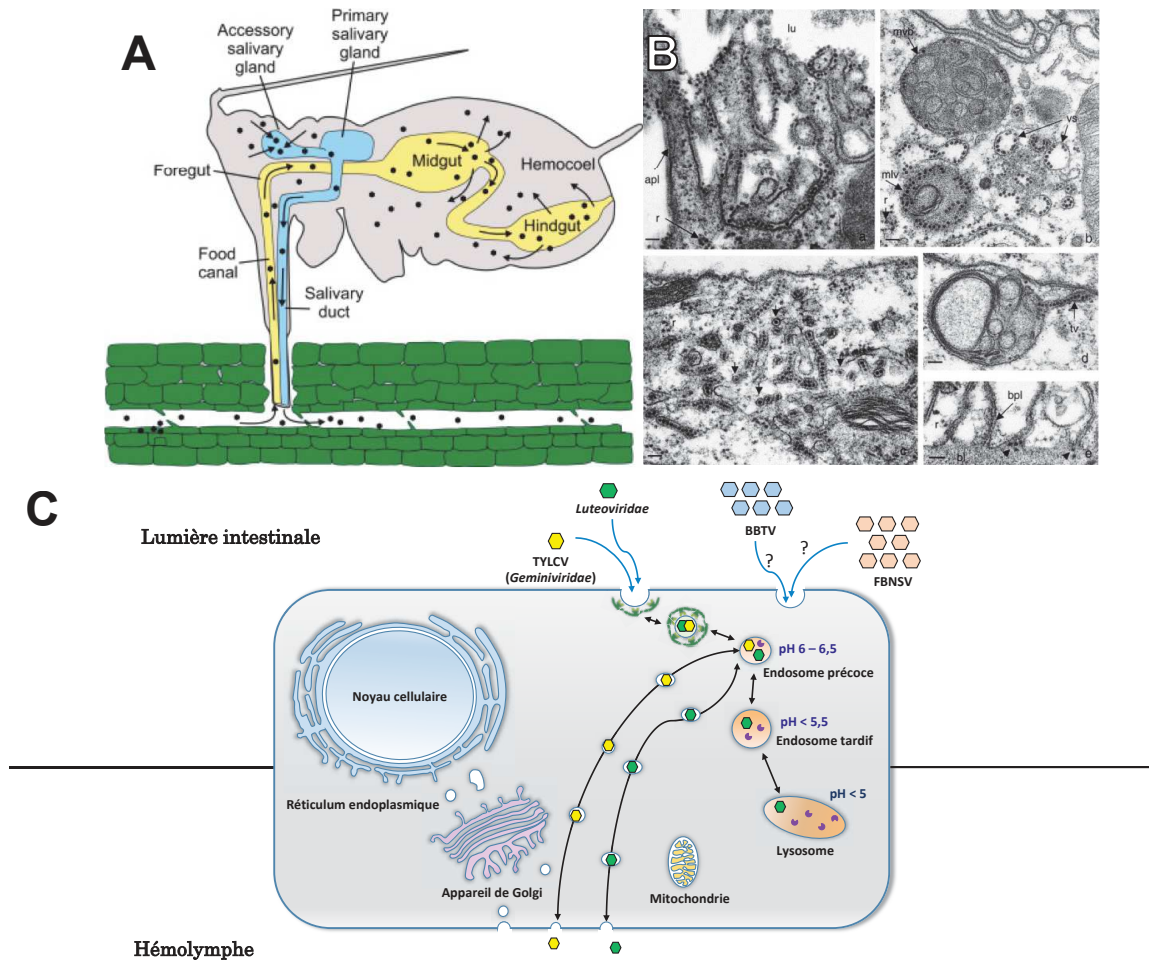 A
Accessory
salivary
gland
Primary
salivary
gland
Foregut
Midgut
Hemocoel
Hindgut
Food
canal
Salivary
duct
B
lu
apl
r
a
mvb
vs
mlv
r
b
r
c
tv
d
bpl
r
bl
e
C
Lumière intestinale
Luteoviridae
TYLCV
(Geminiviridae)
BBTV
?
?
FBNSV
pH 6 – 6,5
Endosome précoce
Noyau cellulaire
pH < 5,5
Endosome tardif
Réticulum endoplasmique
pH < 5
Lysosome
Appareil de Golgi
Mitochondrie
Hémolymphe